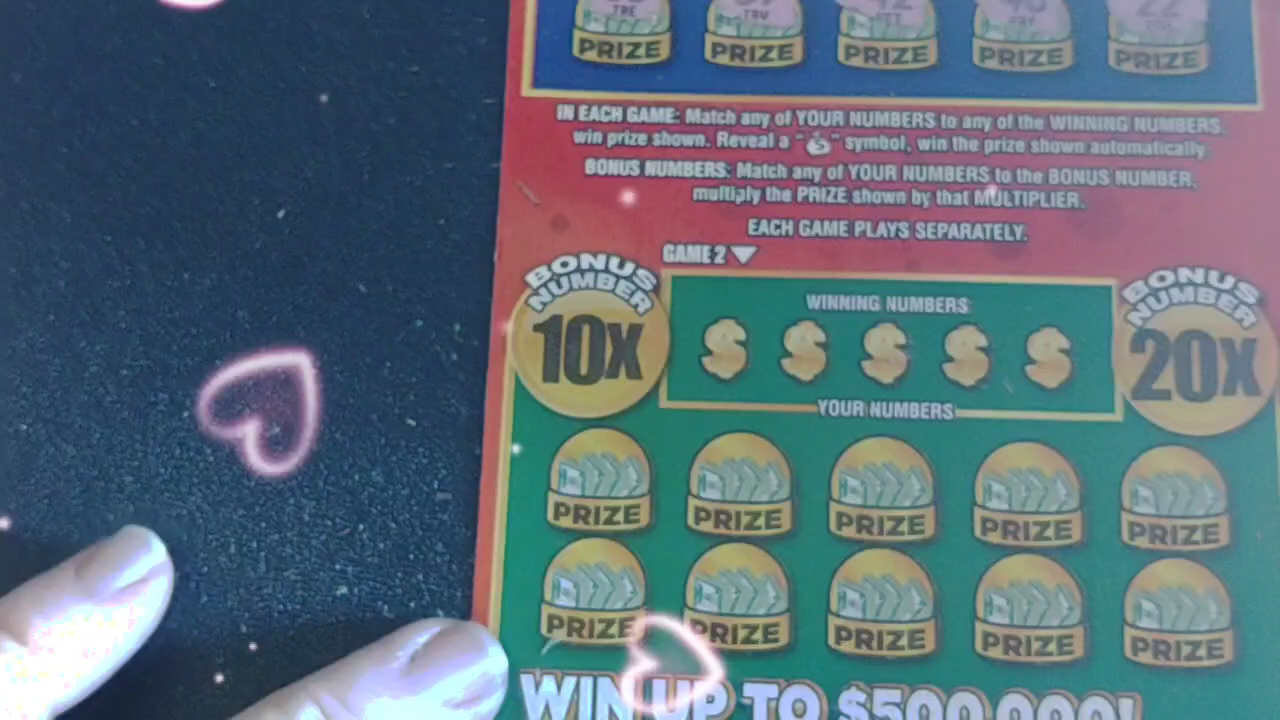 PRIZE PRIZE PRIZE PRIZE PRIZE
IN EACH GAME: Match any of YOUR NUMBERS to any of the WINNING NUMBERS,
win prize shown. Reveal a " " symbol, win the prize shown automatically.
BONUS NUMBERS: Match any of YOUR NUMBERS to the BONUS NUMBER,
multiply the PRIZE shown by that MULTIPLIER.
EACH GAME PLAYS SEPARATELY.
GAME 2
BONUS
NUMBER
10X
WINNING NUMBERS
$ $ $ $ $
YOUR NUMBERS
BONUS
NUMBER
20X
PRIZE PRIZE PRIZE PRIZE PRIZE
PRIZE PRIZE PRIZE PRIZE PRIZE
WIN UP TO $500,000!